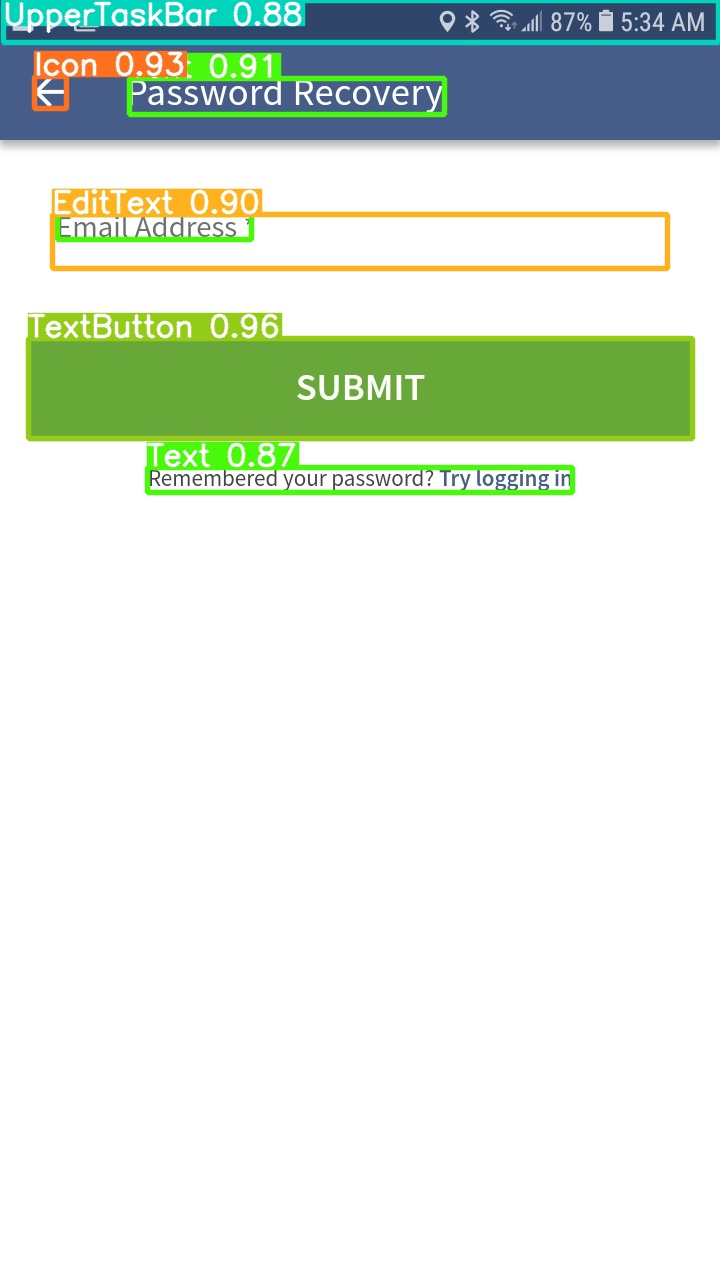 UpperTaskBar 0.88
87% 5:34 AM
Icon 0.93 0.91
Password Recovery
EditText 0.90
Email Address *
TextButton 0.96
SUBMIT
Text 0.87
Remembered your password? Try logging in